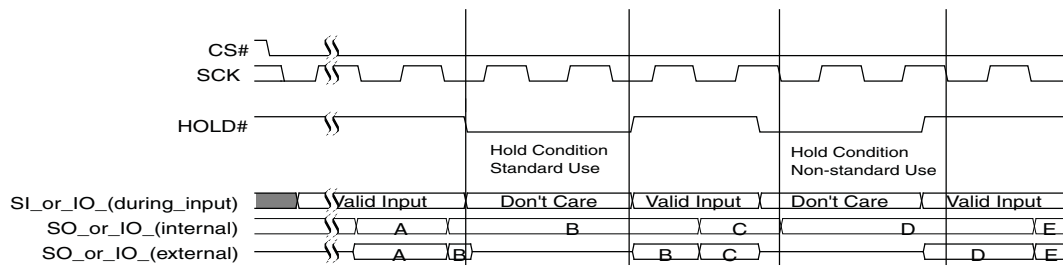 CS#
SCK
HOLD#
Hold Condition
Standard Use
Hold Condition
Non-standard Use
SI_or_IO_(during_input) Valid Input Don't Care Valid Input Don't Care Valid Input
SO_or_IO_(internal) A B C D E
SO_or_IO_(external) A B B C D E